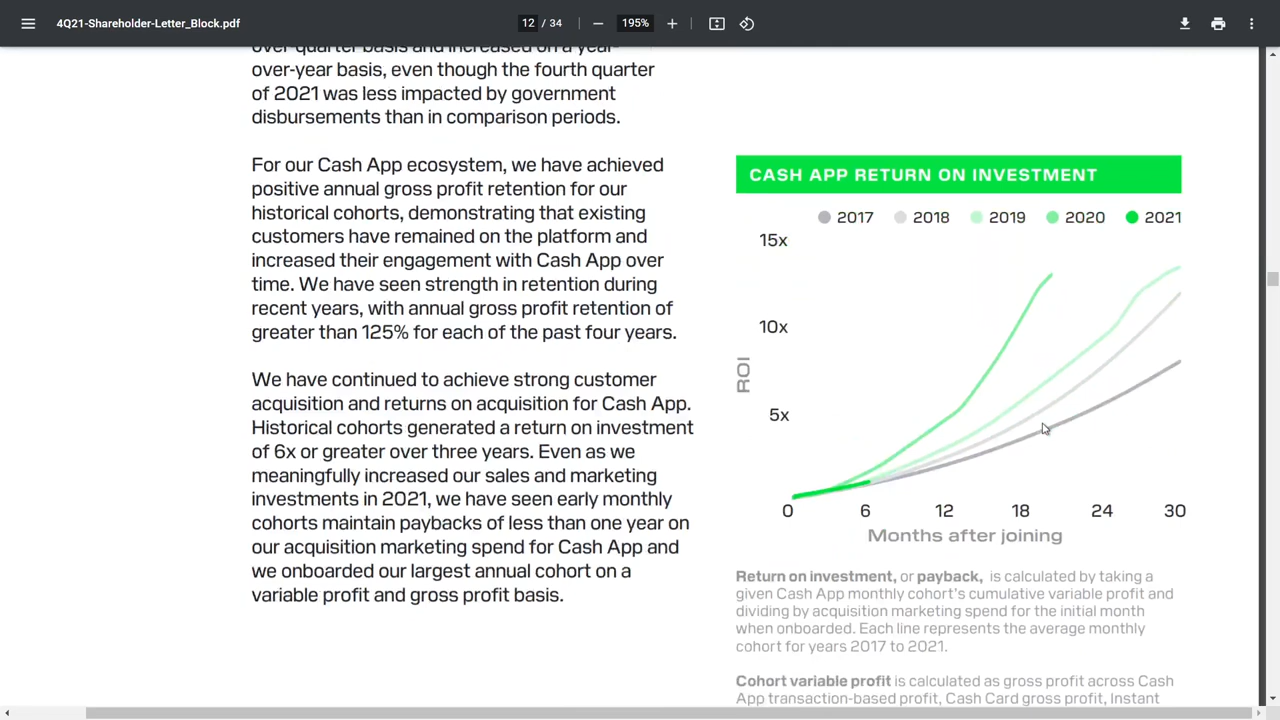 4Q21-Shareholder-Letter_Block.pdf
12 / 34
195%
over-quarter basis and increased on a year-
over-year basis, even though the fourth quarter
of 2021 was less impacted by government
disbursements than in comparison periods.
For our Cash App ecosystem, we have achieved
positive annual gross profit retention for our
historical cohorts, demonstrating that existing
customers have remained on the platform and
increased their engagement with Cash App over
time. We have seen strength in retention during
recent years, with annual gross profit retention of
greater than 125% for each of the past four years.
We have continued to achieve strong customer
acquisition and returns on acquisition for Cash App.
Historical cohorts generated a return on investment
of 6x or greater over three years. Even as we
meaningfully increased our sales and marketing
investments in 2021, we have seen early monthly
cohorts maintain paybacks of less than one year on
our acquisition marketing spend for Cash App and
we onboarded our largest annual cohort on a
variable profit and gross profit basis.
CASH APP RETURN ON INVESTMENT
2017 2018 2019 2020 2021
15x
10x
5x
ROI
0 6 12 18 24 30
Months after joining
Return on investment, or payback, is calculated by taking a
given Cash App monthly cohort's cumulative variable profit and
dividing by acquisition marketing spend for the initial month
when onboarded. Each line represents the average monthly
cohort for years 2017 to 2021.
Cohort variable profit is calculated as gross profit across Cash
App transaction-based profit, Cash Card gross profit, Instant